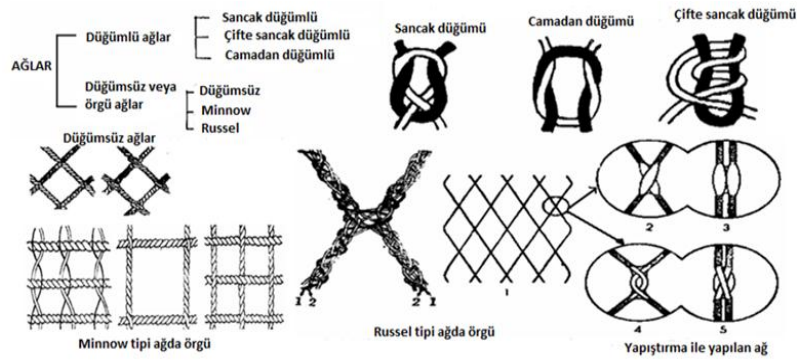 AĞLAR
Düğümlü ağlar
Sancak düğümlü
Çifte sancak düğümlü
Camadan düğümlü
Düğümsüz veya
örgü ağlar
Düğümsüz
Minnow
Russel
Sancak düğümü
Camadan düğümü
Çifte sancak düğümü
Düğümsüz ağlar
Minnow tipi ağda örgü
1 2
2 1
Russel tipi ağda örgü
1
2
3
4
5
Yapıştırma ile yapılan ağ